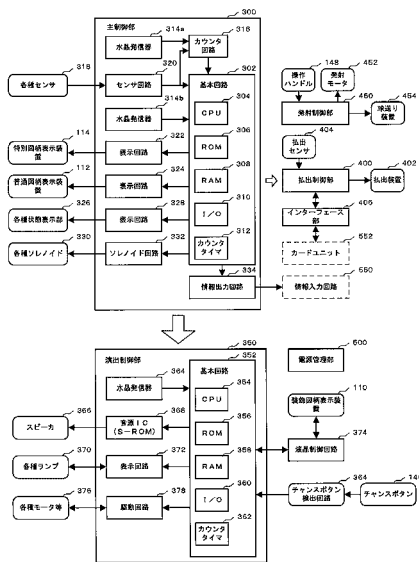 300
主制御部
314a
水晶発信器
カウンタ回路
316
318
各種センサ
320
センサ回路
302
基本回路
314b
水晶発信器
304
CPU
114
特別図柄表示装置
322
表示回路
306
ROM
112
普通図柄表示装置
324
表示回路
308
RAM
326
各種状態表示部
328
表示回路
310
I/O
330
各種ソレノイド
332
ソレノイド回路
312
カウンタタイマ
334
情報出力回路
操作ハンドル
148
発射モータ
452
450
発射制御部
454
球送り装置
払出センサ
404
400
払出制御部
402
払出装置
406
インターフェース部
552
カードユニット
550
情報入力回路
350
演出制御部
352
基本回路
364
水晶発信器
354
CPU
366
スピーカ
368
音源IC
(S-ROM)
356
ROM
370
各種ランプ
372
表示回路
358
RAM
376
各種モータ等
378
駆動回路
360
I/O
362
カウンタタイマ
500
電源管理部
110
装飾図柄表示装置
374
液晶制御回路
364
チャンスボタン検出回路
チャンスボタン